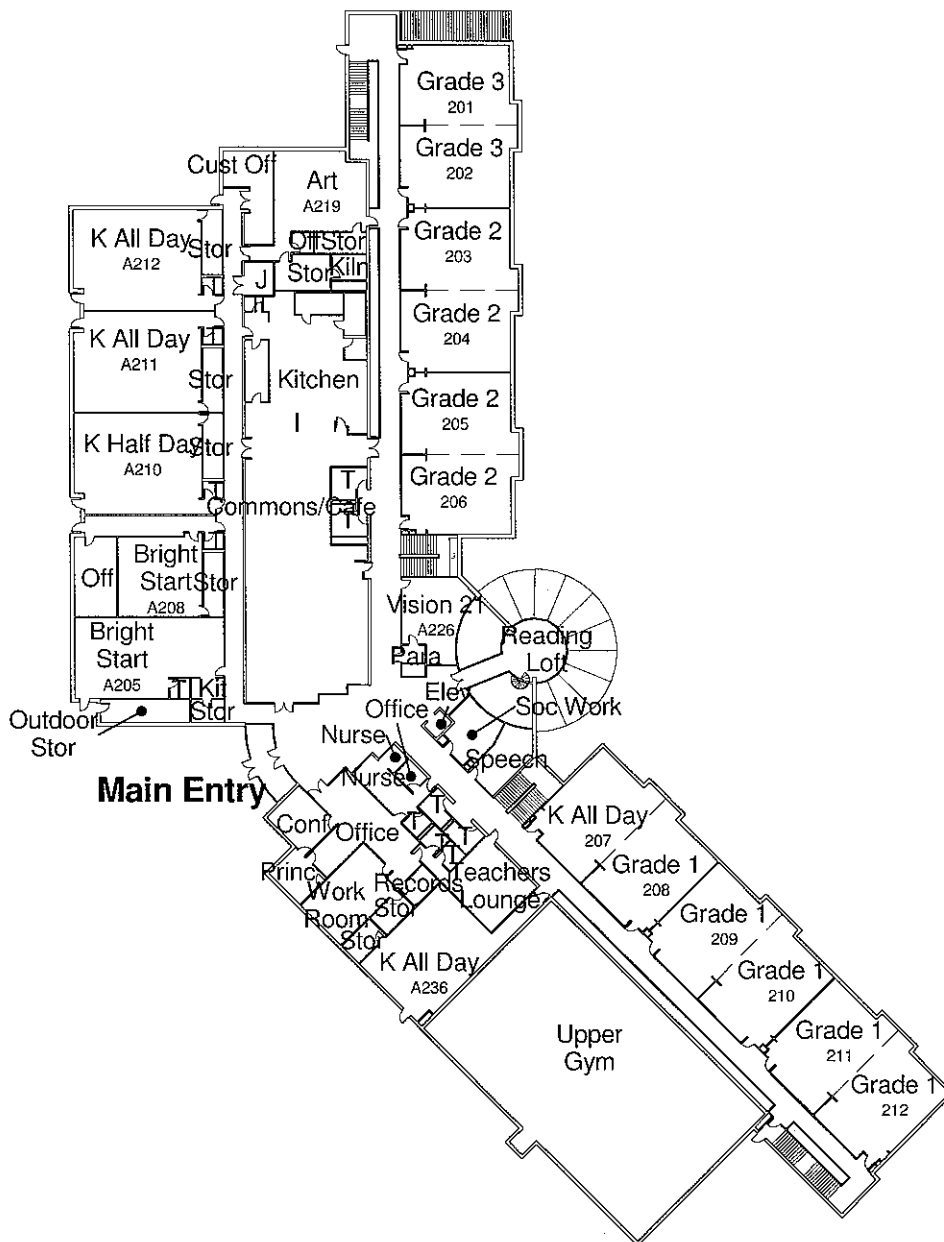 Grade 3
201
Grade 3
202
Cust Off
Art
A219
Off Stor
K All Day
A212
Stor
Grade 2
203
J
Stor
Kiln
Grade 2
204
K All Day
A211
T
Stor
Kitchen
Grade 2
205
K Half Day
A210
Stor
T
Grade 2
206
T
Commons/Cafe
T
Off
Bright
Start
A208
Stor
Vision 21
A226
Para
Reading
Loft
Bright
Start
A205
T
Kit
Stor
Outdoor
Stor
Elev
Soc Work
Office
Nurse
Nurse
Speech
Main Entry
Conf
Office
T
T
T
T
Princ
Work
Room
Records
Stor
Stor
Teachers
Lounge
K All Day
A236
K All Day
207
Grade 1
208
Grade 1
209
Grade 1
210
Grade 1
211
Grade 1
212
Upper
Gym